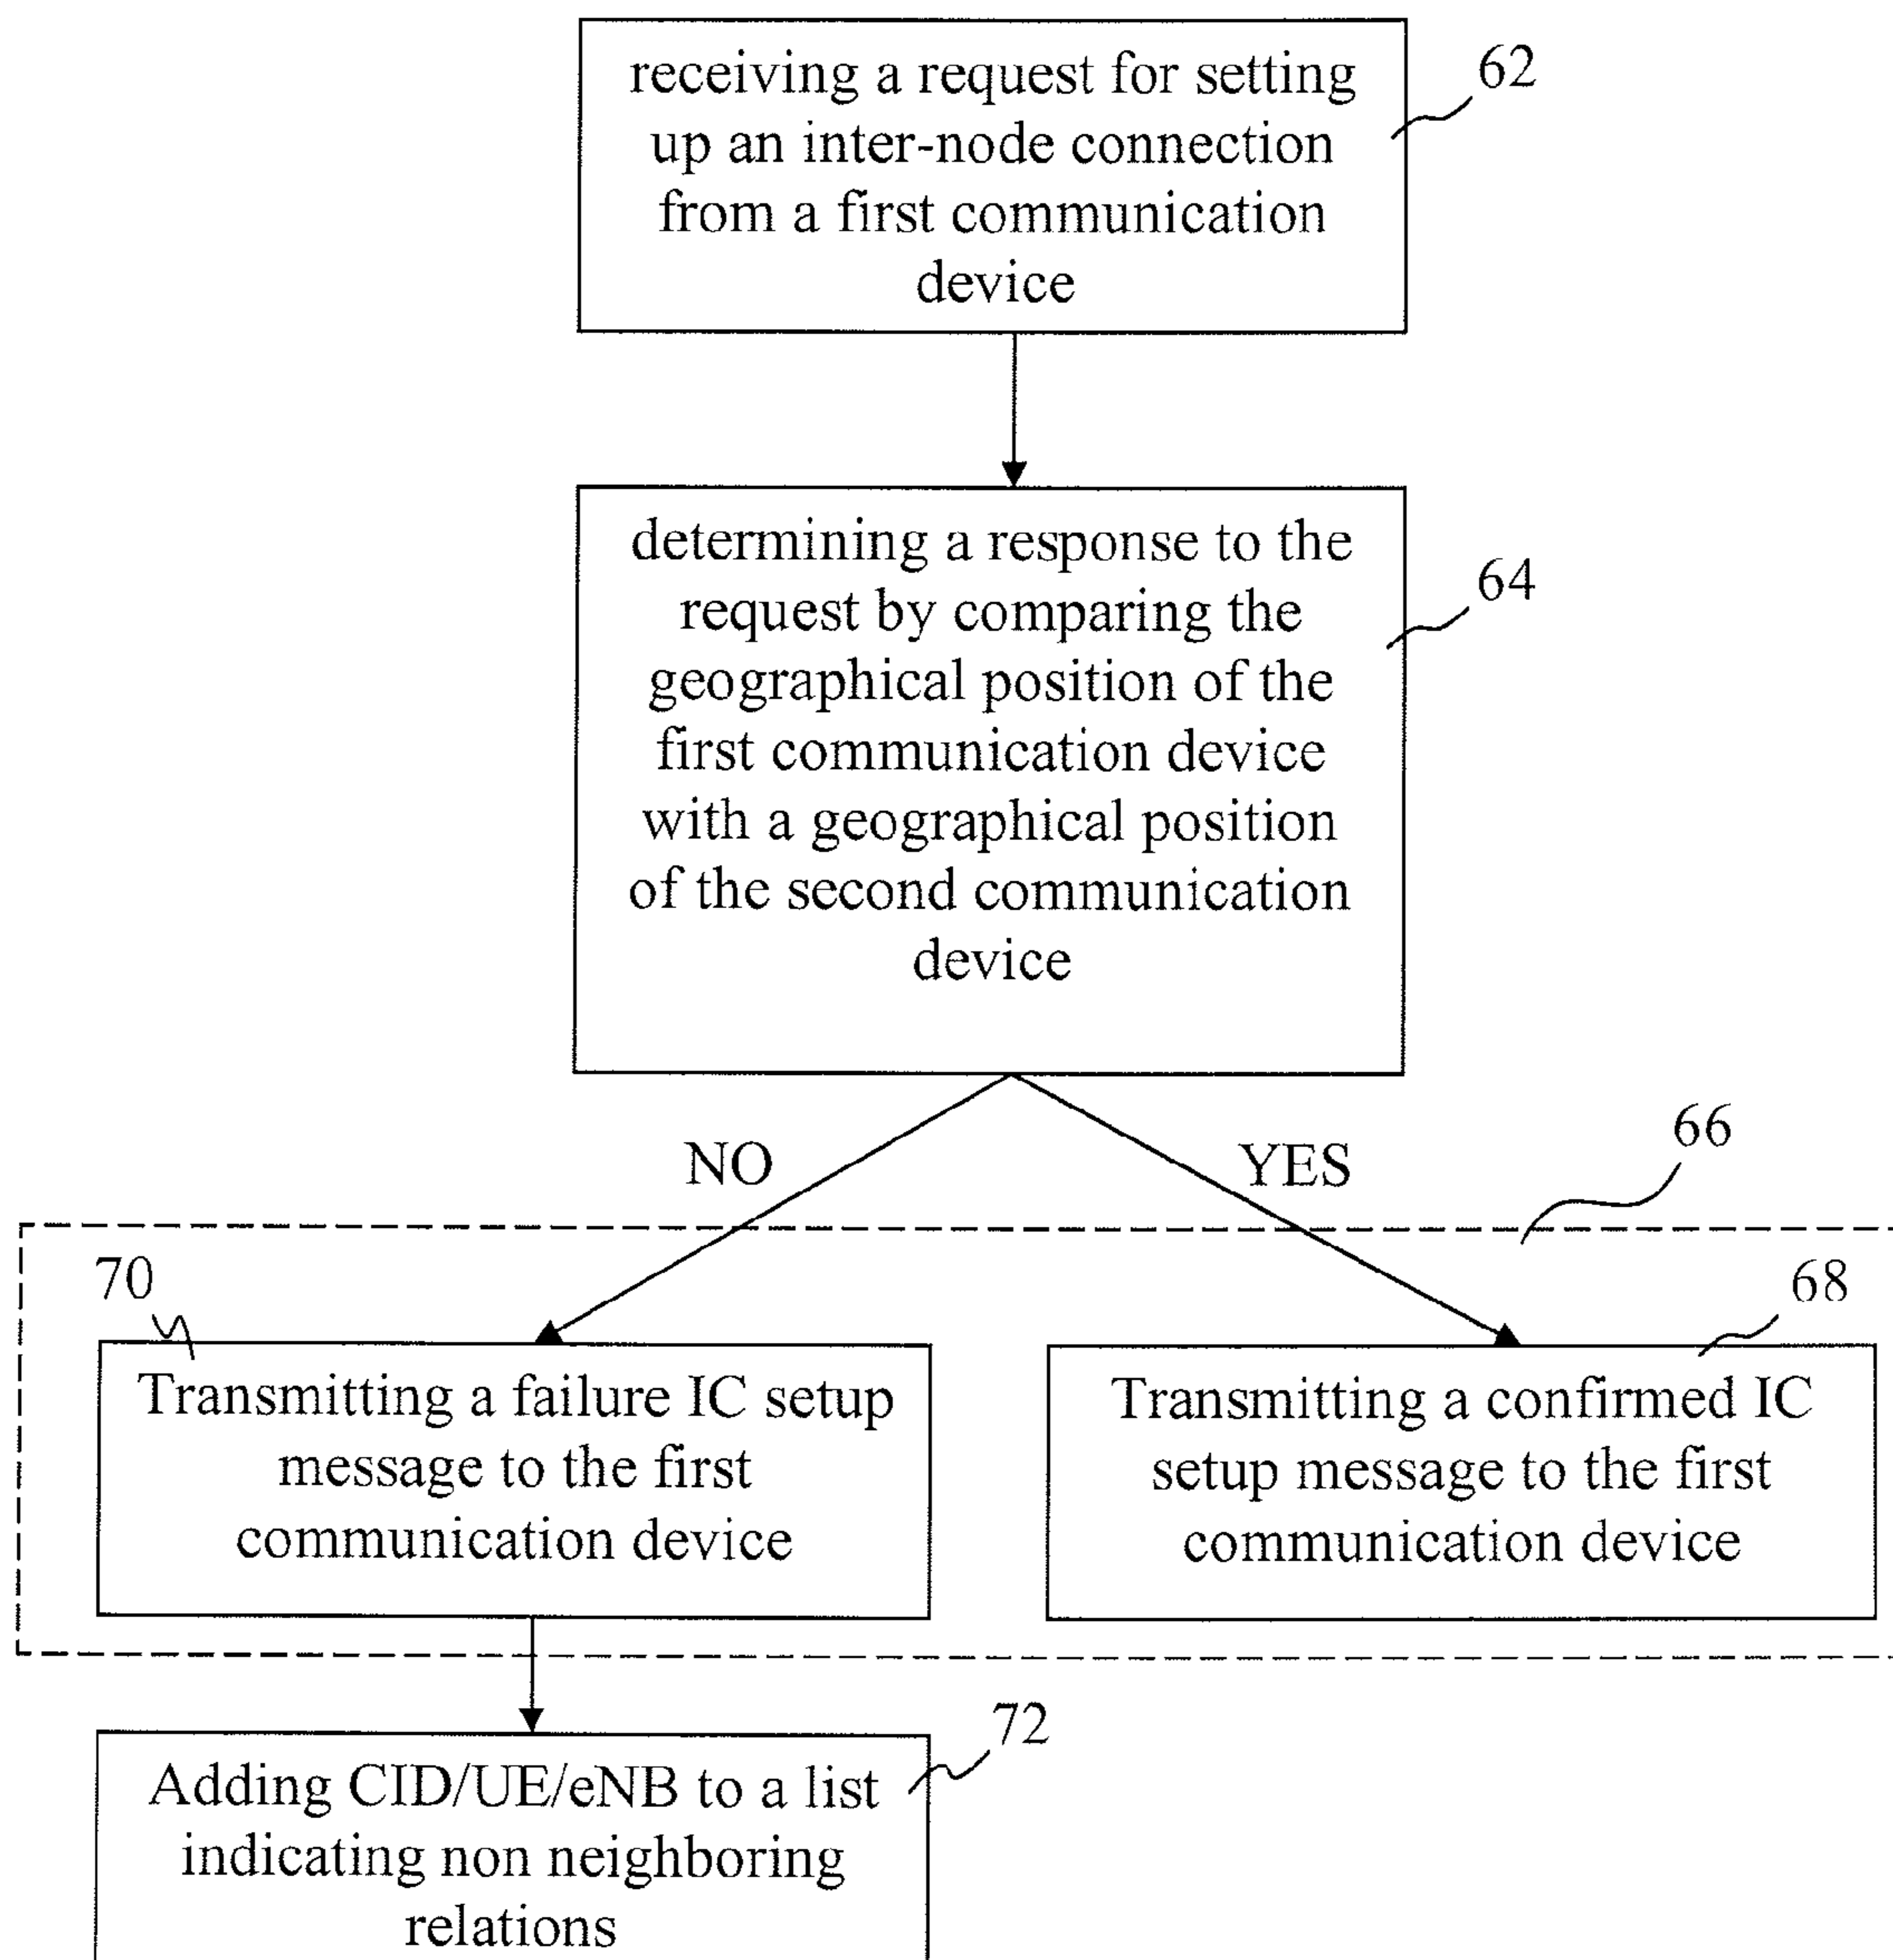 receiving a request for setting
up an inter-node connection
from a first communication
device
62
determining a response to the
request by comparing the
geographical position of the
first communication device
with a geographical position
of the second communication
device
64
NO
YES
66
70
68
Transmitting a failure IC setup
message to the first
communication device
Transmitting a confirmed IC
setup message to the first
communication device
72
Adding CID/UE/eNB to a list
indicating non neighboring
relations